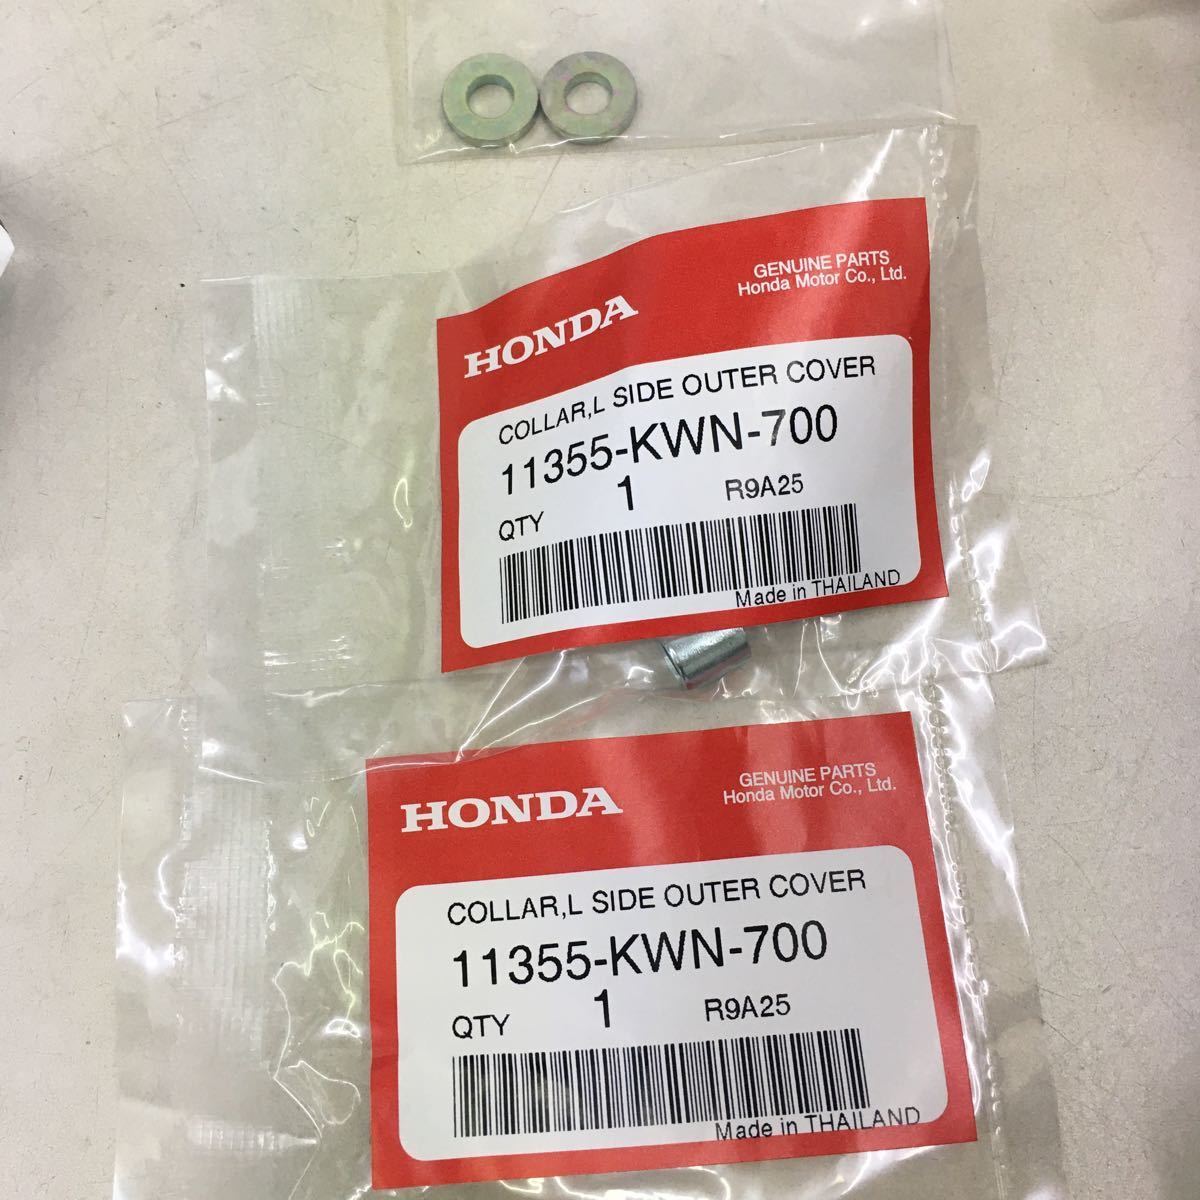 GENUINE PARTS
Honda Motor Co., Ltd.
HONDA
COLLAR,L SIDE OUTER COVER
11355-KWN-700
QTY 1 R9A25
Made in THAILAND
GENUINE PARTS
Honda Motor Co., Ltd.
HONDA
COLLAR,L SIDE OUTER COVER
11355-KWN-700
QTY 1 R9A25
Made in THAILAND